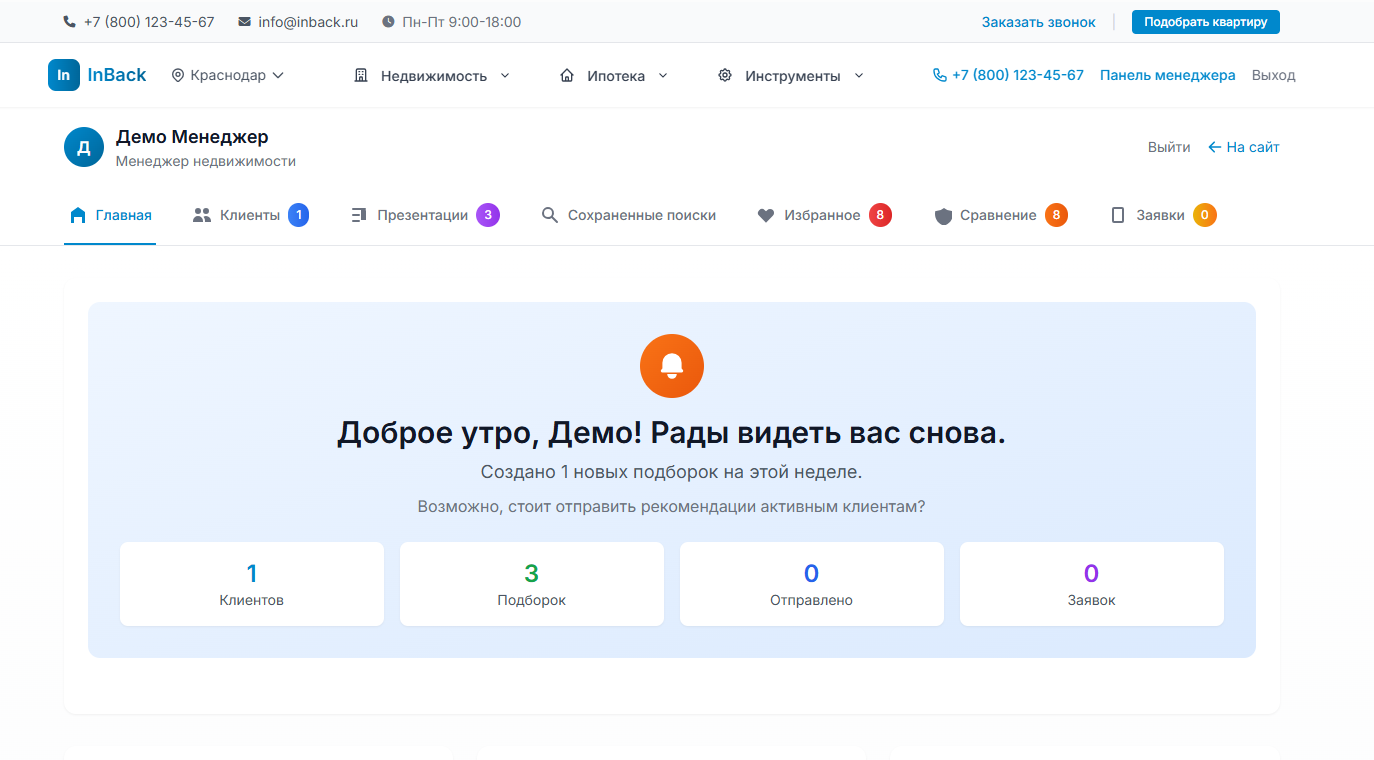 +7 (800) 123-45-67 info@inback.ru Пн-Пт 9:00-18:00 Заказать звонок Подобрать квартиру
In InBack Краснодар Недвижимость Ипотека Инструменты +7 (800) 123-45-67 Панель менеджера Выход
Д Демо Менеджер
Менеджер недвижимости
Выйти На сайт
Главная Клиенты 1 Презентации 3 Сохраненные поиски Избранное 8 Сравнение 8 Заявки 0
Доброе утро, Демо! Рады видеть вас снова.
Создано 1 новых подборок на этой неделе.
Возможно, стоит отправить рекомендации активным клиентам?
1 3 0 0
Клиентов Подборок Отправлено Заявок